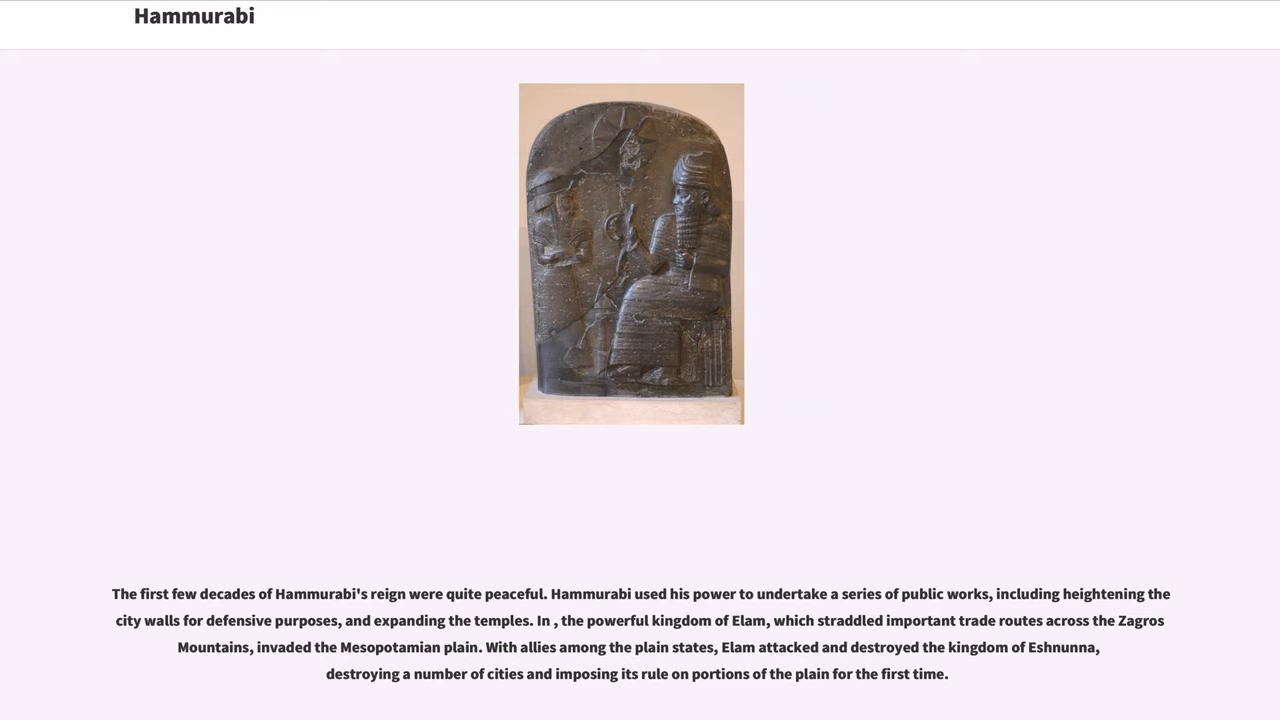 Hammurabi
The first few decades of Hammurabi's reign were quite peaceful. Hammurabi used his power to undertake a series of public works, including heightening the
city walls for defensive purposes, and expanding the temples. In , the powerful kingdom of Elam, which straddled important trade routes across the Zagros
Mountains, invaded the Mesopotamian plain. With allies among the plain states, Elam attacked and destroyed the kingdom of Eshnunna,
destroying a number of cities and imposing its rule on portions of the plain for the first time.